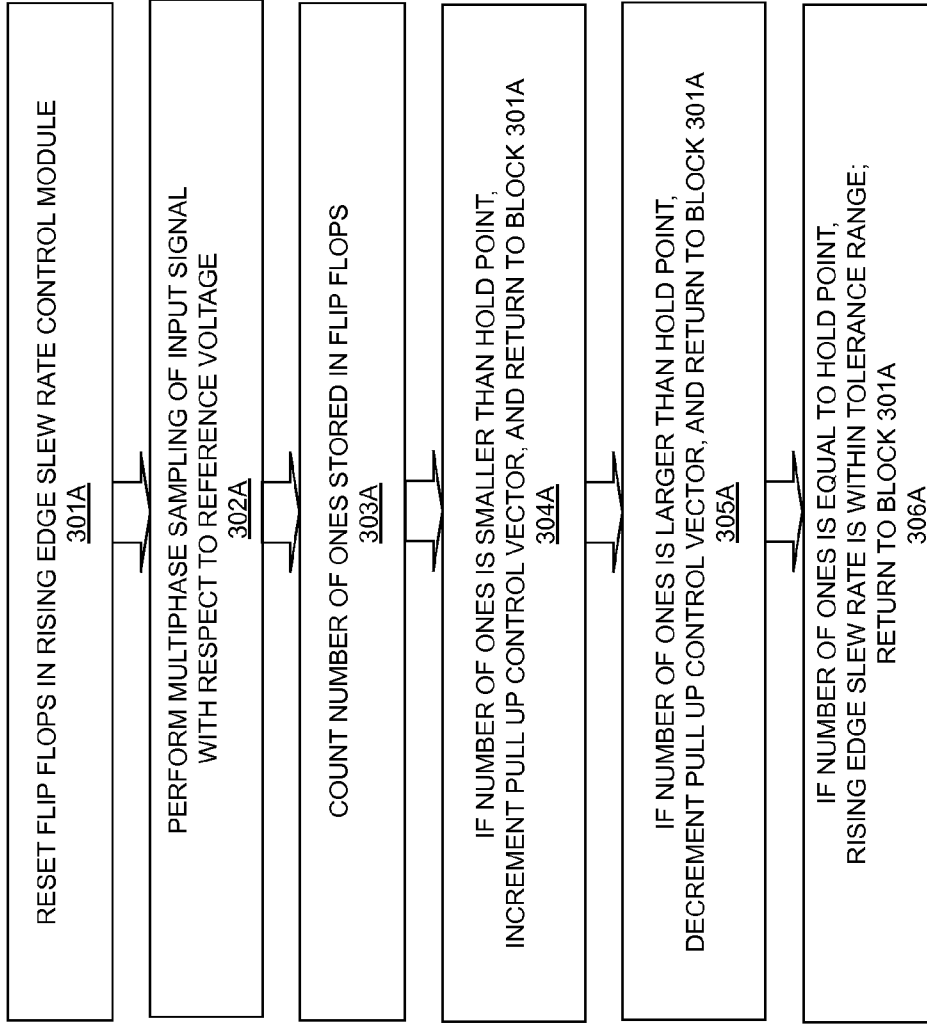 RESET FLIP FLOPS IN RISING EDGE SLEW RATE CONTROL MODULE
301A
PERFORM MULTIPHASE SAMPLING OF INPUT SIGNAL
WITH RESPECT TO REFERENCE VOLTAGE
302A
COUNT NUMBER OF ONES STORED IN FLIP FLOPS
303A
IF NUMBER OF ONES IS SMALLER THAN HOLD POINT,
INCREMENT PULL UP CONTROL VECTOR, AND RETURN TO BLOCK 301A
304A
IF NUMBER OF ONES IS LARGER THAN HOLD POINT,
DECREMENT PULL UP CONTROL VECTOR, AND RETURN TO BLOCK 301A
305A
IF NUMBER OF ONES IS EQUAL TO HOLD POINT,
RISING EDGE SLEW RATE IS WITHIN TOLERANCE RANGE;
RETURN TO BLOCK 301A
306A